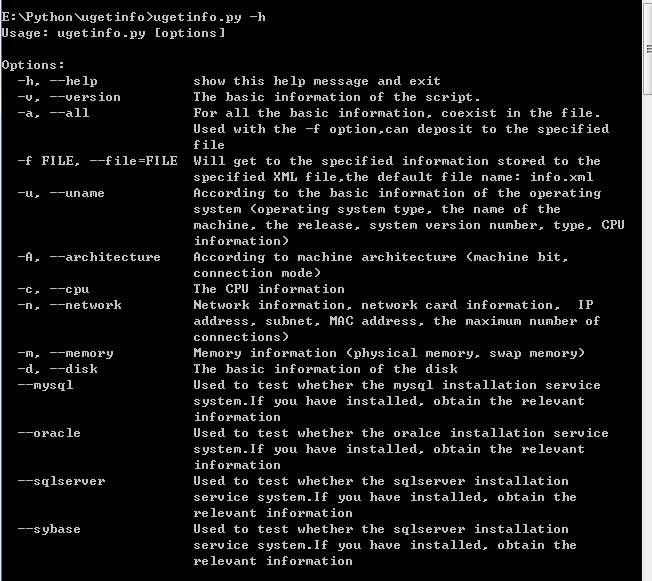 E:\Python\ugetinfo>ugetinfo.py -h
Usage: ugetinfo.py [options]

Options:
  -h, --help            show this help message and exit
  -v, --version         The basic information of the script.
  -a, --all             For all the basic information, coexist in the file.
                        Used with the -f option,can deposit to the specified
                        file
  -f FILE, --file=FILE  Will get to the specified information stored to the
                        specified XML file,the default file name: info.xml
  -u, --uname           According to the basic information of the operating
                        system (operating system type, the name of the
                        machine, the release, system version number, type, CPU
                        information)
  -A, --architecture    According to machine architecture (machine bit,
                        connection mode)
  -c, --cpu             The CPU information
  -n, --network         Network information, network card information,  IP
                        address, subnet, MAC address, the maximum number of
                        connections)
  -m, --memory          Memory information (physical memory, swap memory)
  -d, --disk            The basic information of the disk
  --mysql               Used to test whether the mysql installation service
                        system.If you have installed, obtain the relevant
                        information
  --oracle              Used to test whether the oralce installation service
                        system.If you have installed, obtain the relevant
                        information
  --sqlserver           Used to test whether the sqlserver installation
                        service system.If you have installed, obtain the
                        relevant information
  --sybase              Used to test whether the sqlserver installation
                        service system.If you have installed, obtain the
                        relevant information